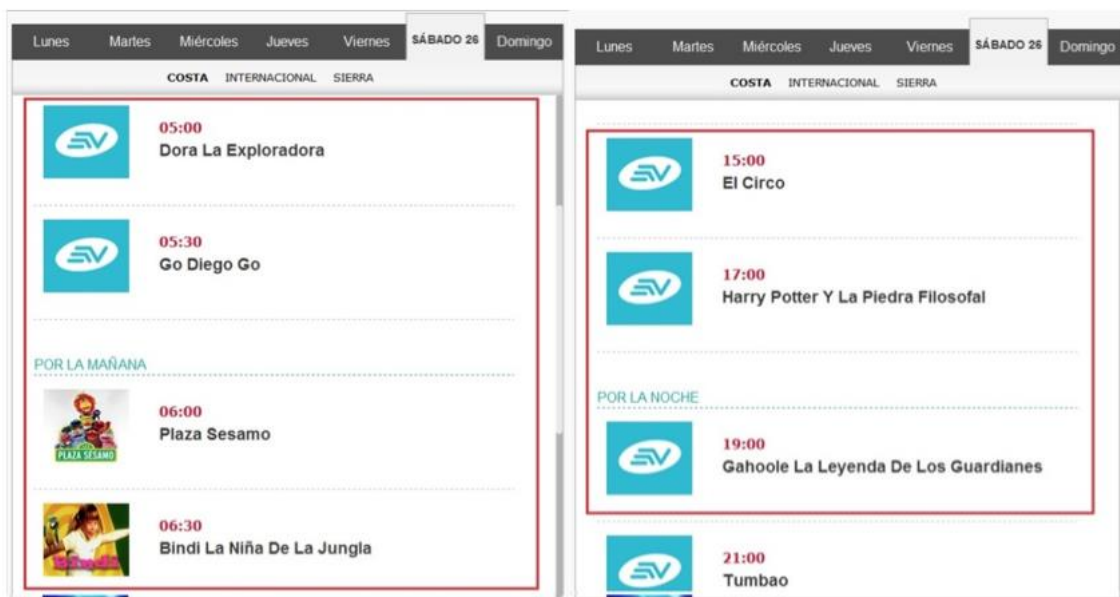 Lunes Martes Miércoles Jueves Viernes SÁBADO 26 Domingo
COSTA INTERNACIONAL SIERRA
05:00
Dora La Exploradora
05:30
Go Diego Go
POR LA MAÑANA
06:00
Plaza Sesamo
PLAZA SESAMO
06:30
Bindi La Niña De La Jungla
Lunes Martes Miércoles Jueves Viernes SÁBADO 26 Domingo
COSTA INTERNACIONAL SIERRA
15:00
El Circo
17:00
Harry Potter Y La Piedra Filosofal
POR LA NOCHE
19:00
Gahoole La Leyenda De Los Guardianes
21:00
Tumbao